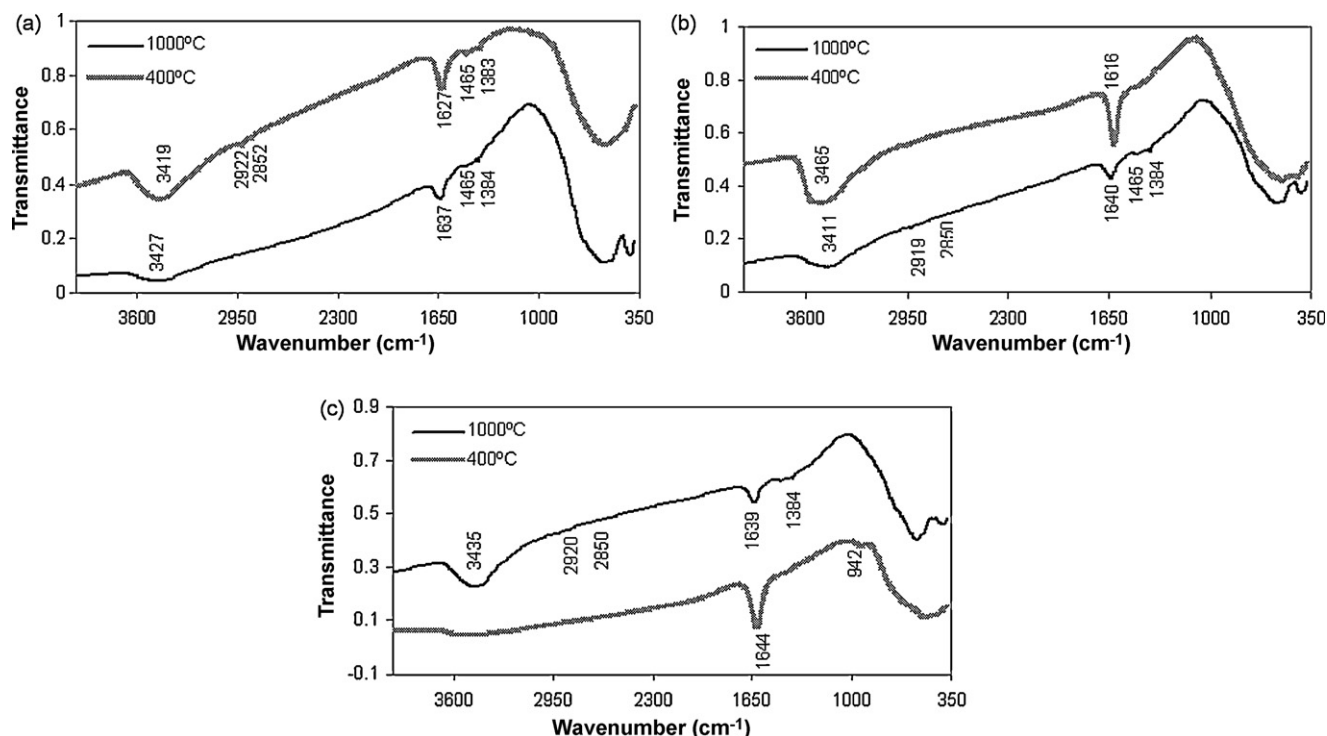 (a)
1000ºC
400ºC
Transmittance
1
0.8
0.6
0.4
0.2
0
3419
2922
2852
1627
1465
1383
3427
1637
1465
1384
3600 2950 2300 1650 1000 350
Wavenumber (cm-1)
(b)
1000ºC
400ºC
Transmittance
1
0.8
0.6
0.4
0.2
0
3465
1616
3411
2919
2850
1640
1465
1384
3600 2950 2300 1650 1000 350
Wavenumber (cm-1)
(c)
1000ºC
400ºC
Transmittance
0.9
0.7
0.5
0.3
0.1
-0.1
3435
2920
2850
1639
1384
942
1644
3600 2950 2300 1650 1000 350
Wavenumber (cm-1)